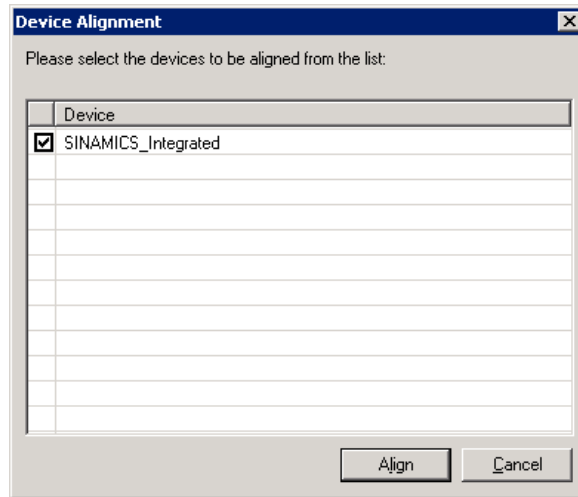 Device Alignment
Please select the devices to be aligned from the list:
Device
SINAMICS_Integrated
Align Cancel